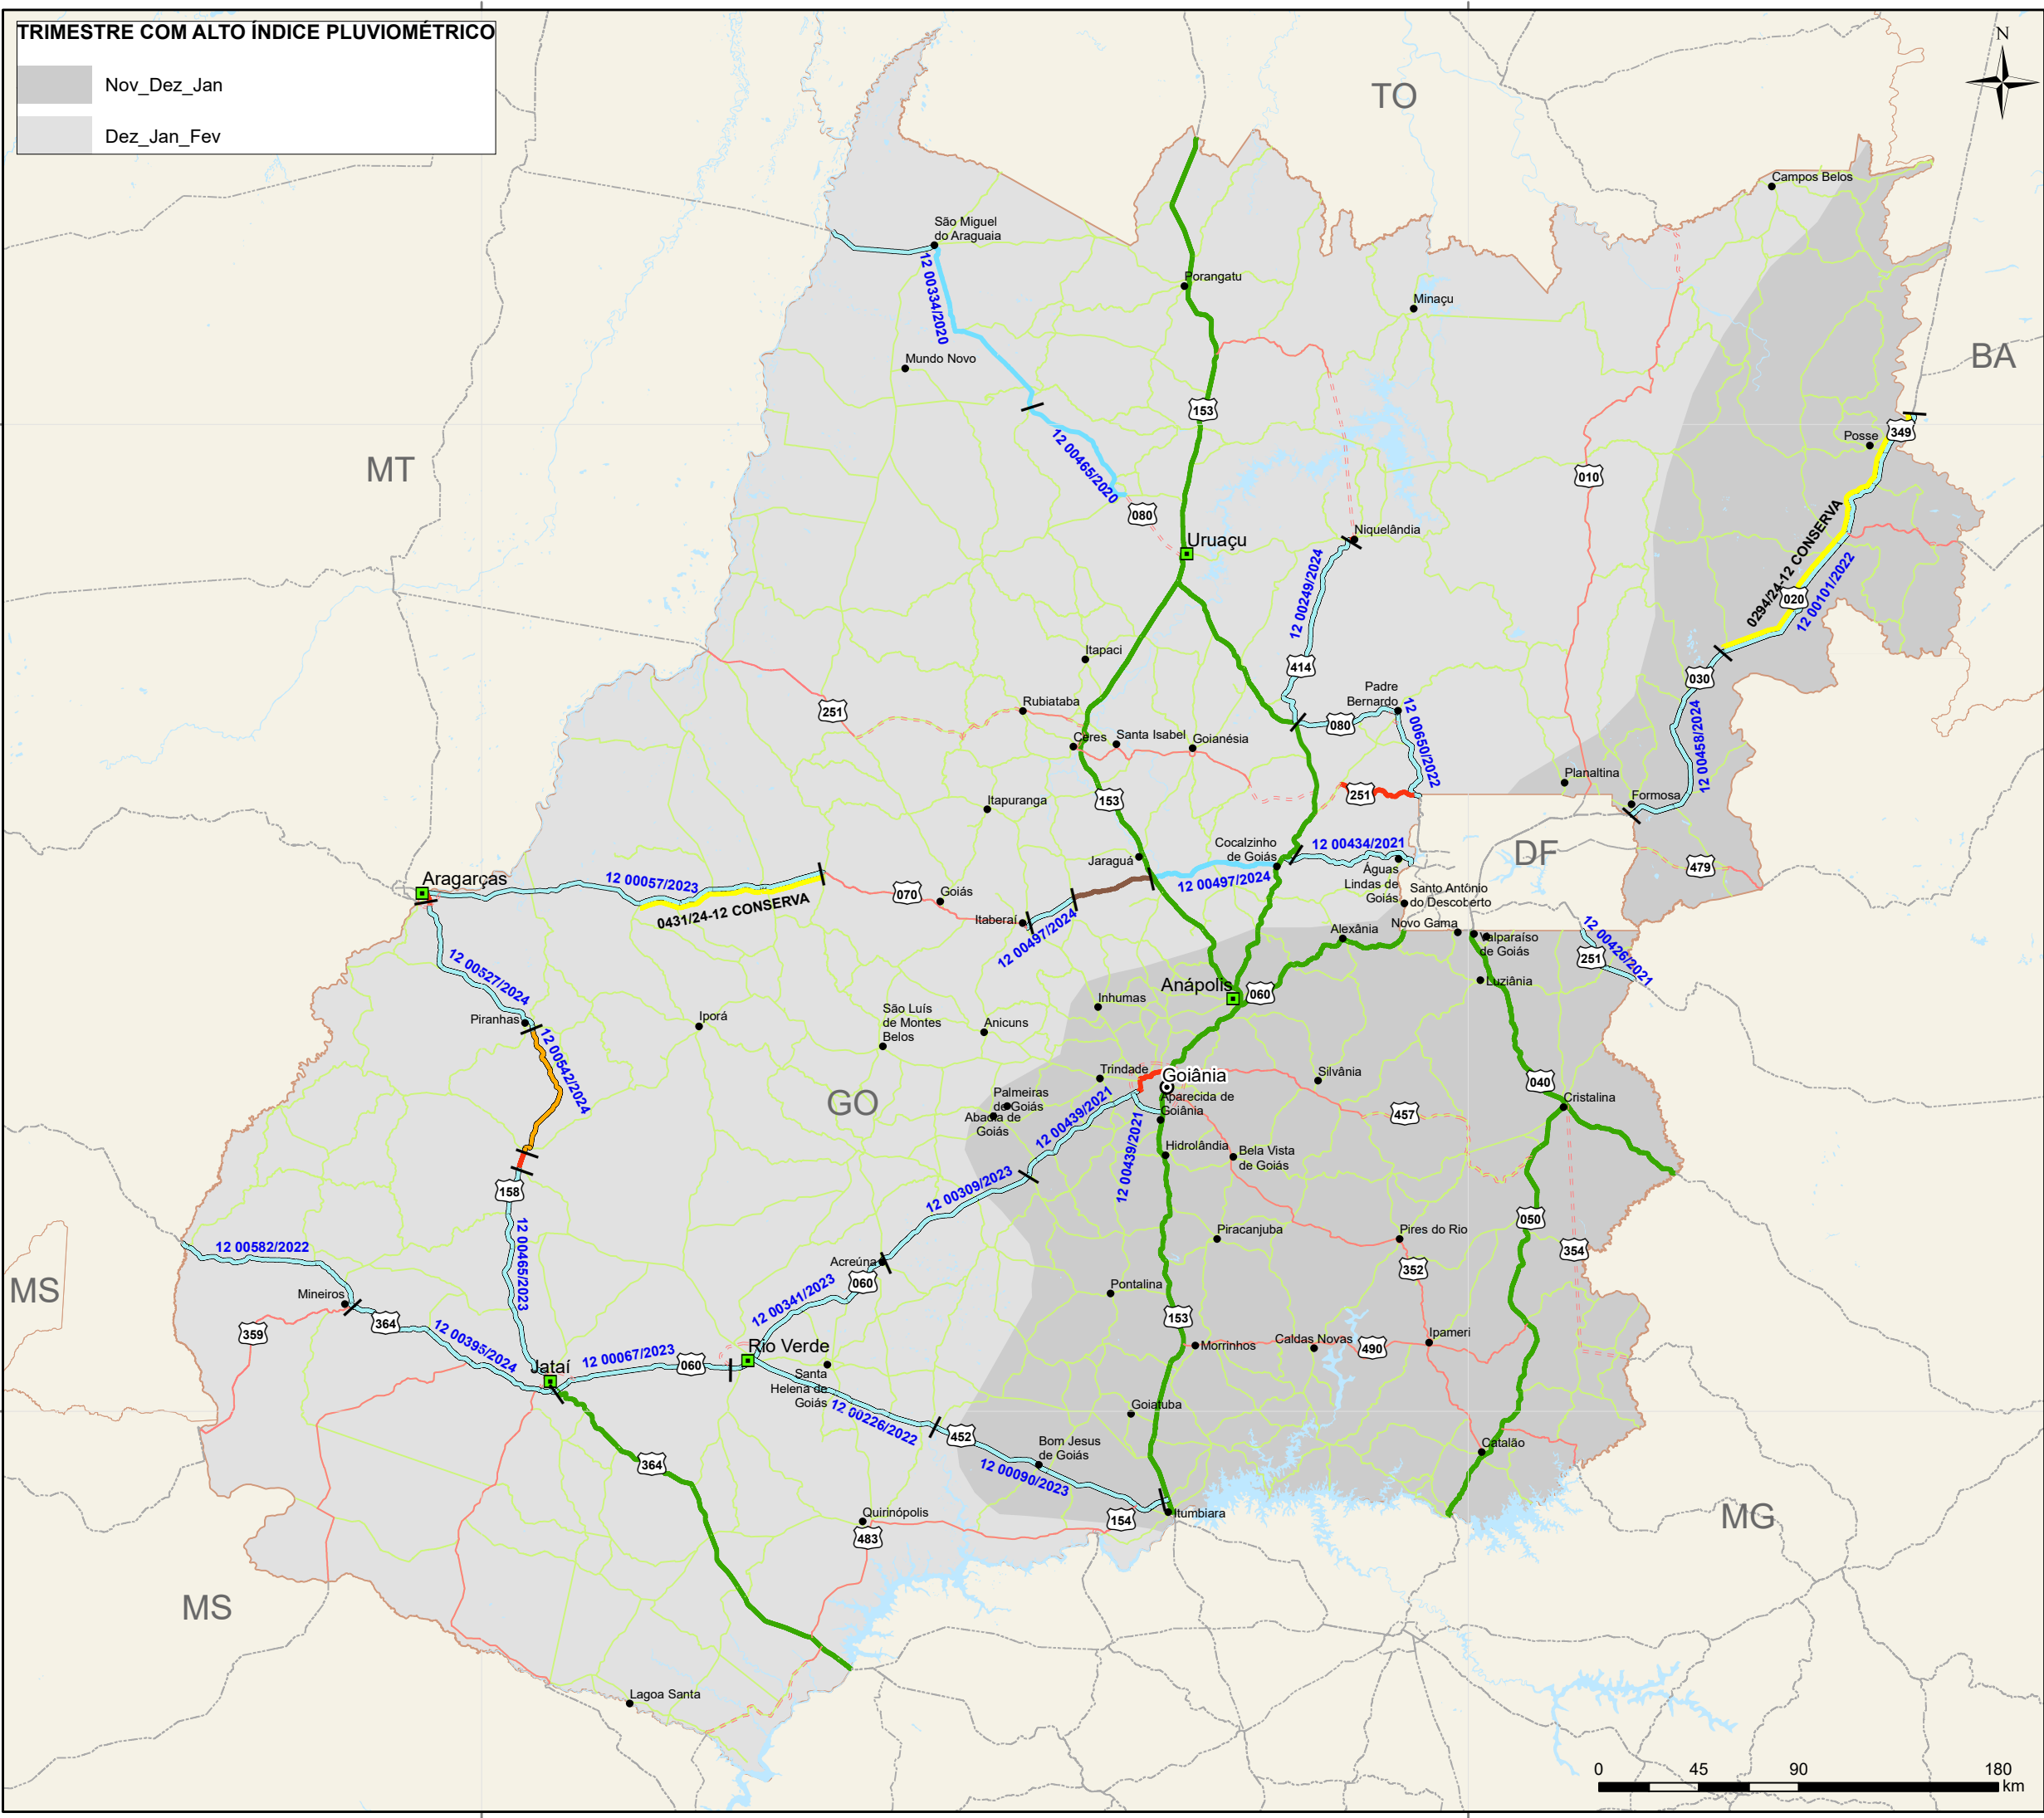 TRIMESTRE COM ALTO ÍNDICE PLUVIOMÉTRICO
Nov_Dez_Jan
Dez_Jan_Fev
N
TO
Campos Belos
São Miguel
do Araguaia
12 00334/2020
Porangatu
Minaçu
BA
Mundo Novo
153
349
Posse
12 00465/2020
MT
010
080
0294/24-12 CONSERVA
Niquelândia
Uruaçu
12 00249/2024
020
12 00101/2022
Itapaci
414
030
Padre
Bernardo
Rubiataba
251
080
12 00650/2022
12 00458/2024
Ceres
Santa Isabel
Goianésia
Planaltina
251
Formosa
153
Itapuranga
Cocalzinho
de Goiás
12 00434/2021
DF
Jaraguá
479
Águas
Lindas de
Goiás
Aragarças
12 00057/2023
12 00497/2024
070
Goiás
Santo Antônio
do Descoberto
0431/24-12 CONSERVA
Itaberaí
12 00497/2024
Novo Gama
Alexânia
Valparaíso
de Goiás
12 00426/2021
251
12 00527/2024
Luziânia
Anápolis
060
Inhumas
Piranhas
São Luís
de Montes
Belos
Iporá
Anicuns
12 00542/2024
Trindade
Goiânia
Silvânia
040
GO
Palmeiras
de Goiás
Abadia de
Goiás
12 00439/2021
Aparecida de
Goiânia
457
Cristalina
12 00439/2021
Hidrolândia
Bela Vista
de Goiás
158
12 00309/2023
050
12 00582/2022
12 00465/2023
Piracanjuba
Pires do Rio
354
Acreúna
060
352
MS
Mineiros
12 00341/2023
Pontalina
364
153
359
12 00395/2024
Rio Verde
Morrinhos
Caldas Novas
490
Ipameri
Jataí
12 00067/2023
060
Santa
Helena de
Goiás
12 00226/2022
Goiatuba
452
Bom Jesus
de Goiás
Catalão
364
12 00090/2023
Quirinópolis
154
Itumbiara
MG
483
MS
Lagoa Santa
0 45 90 180
km